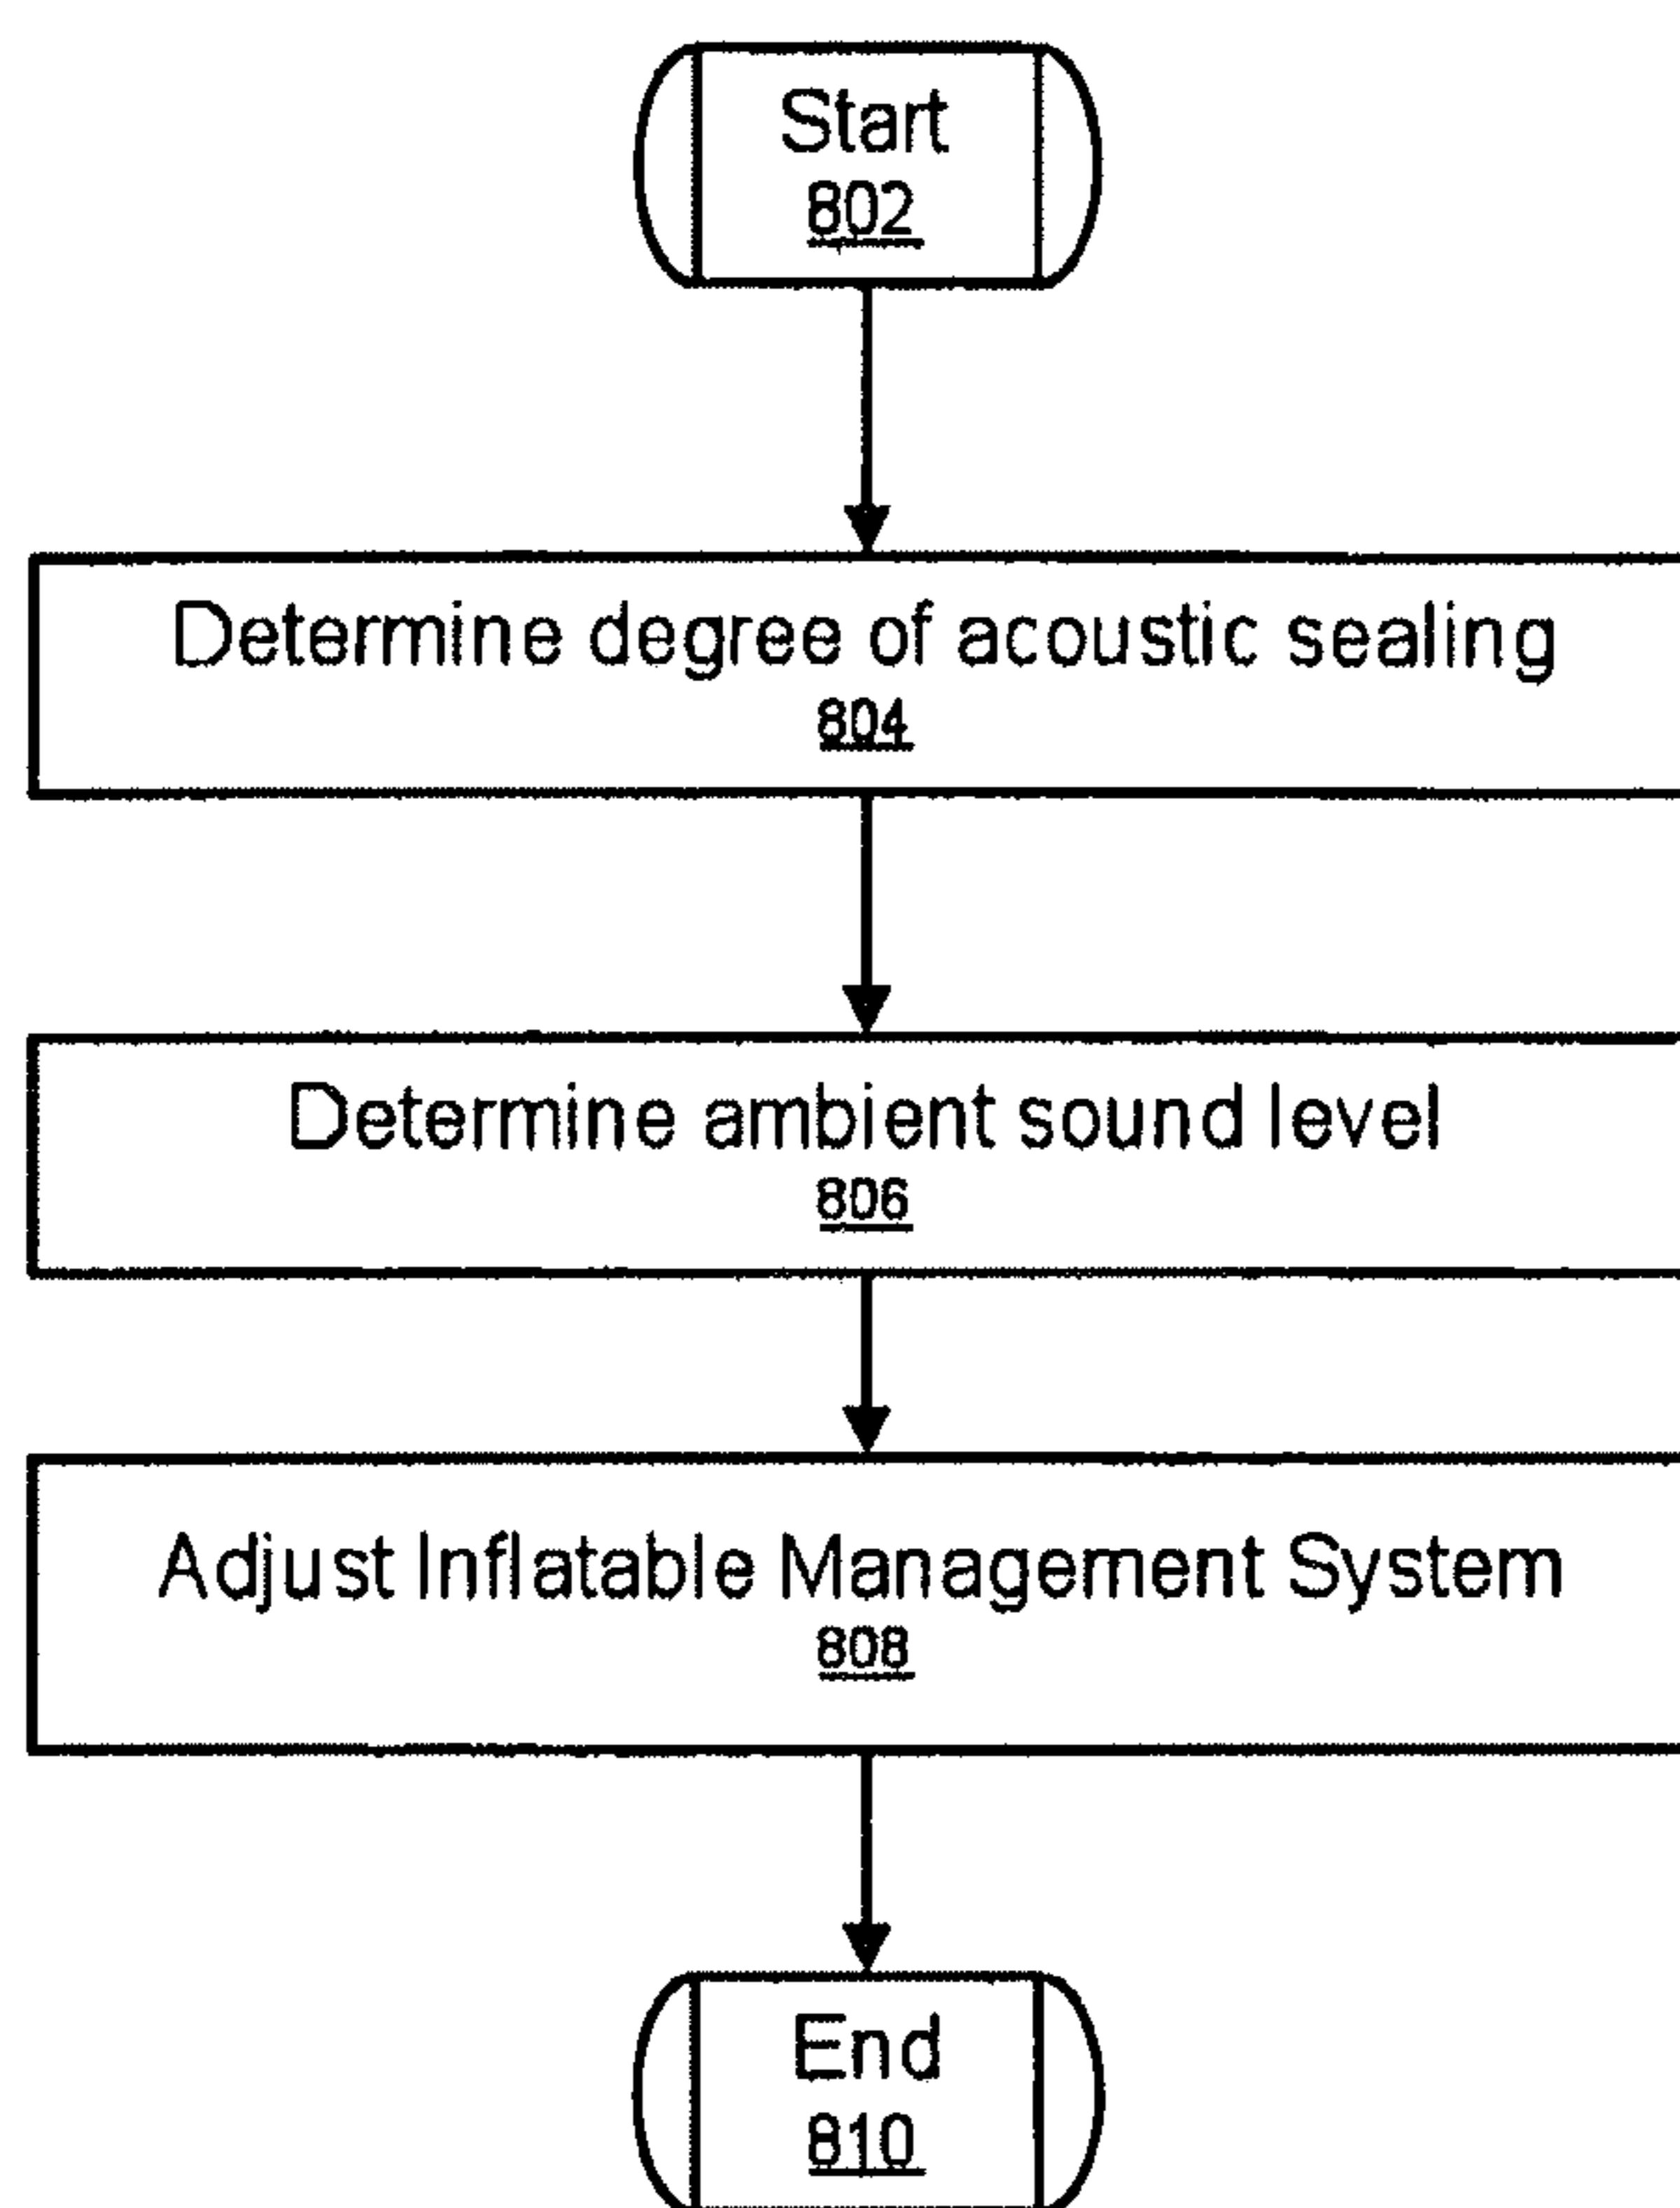 Start
802
Determine degree of acoustic sealing
804
Determine ambient sound level
806
Adjust Inflatable Management System
808
End
810